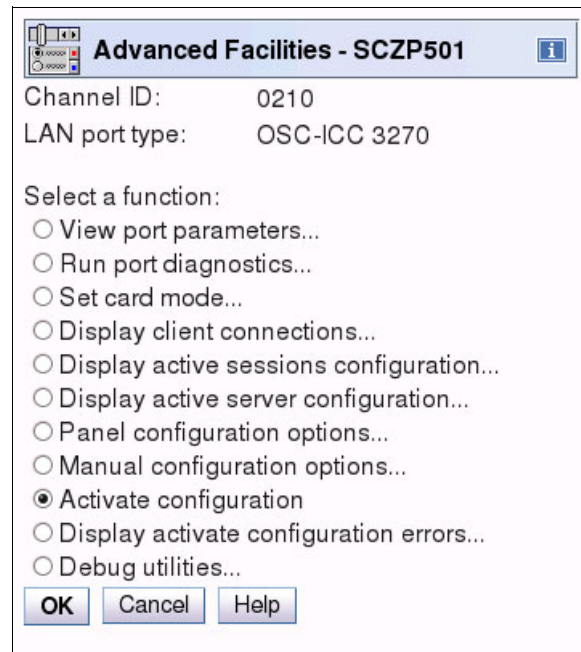 Advanced Facilities - SCZP501
Channel ID: 0210
LAN port type: OSC-ICC 3270
Select a function:
View port parameters...
Run port diagnostics...
Set card mode...
Display client connections...
Display active sessions configuration...
Display active server configuration...
Panel configuration options...
Manual configuration options...
Activate configuration
Display activate configuration errors...
Debug utilities...
OK Cancel Help